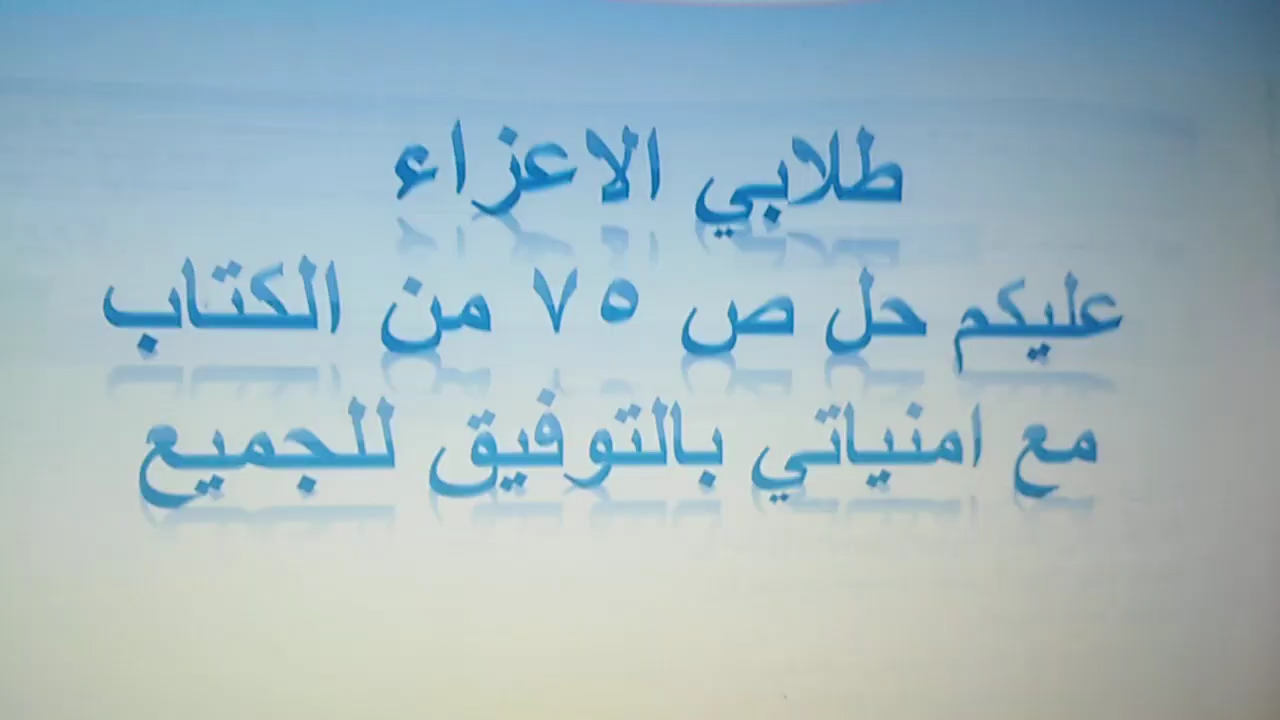 طلابي الاعزاء
عليكم حل ص ٧٥ من الكتاب
مع امنياتي بالتوفيق للجميع